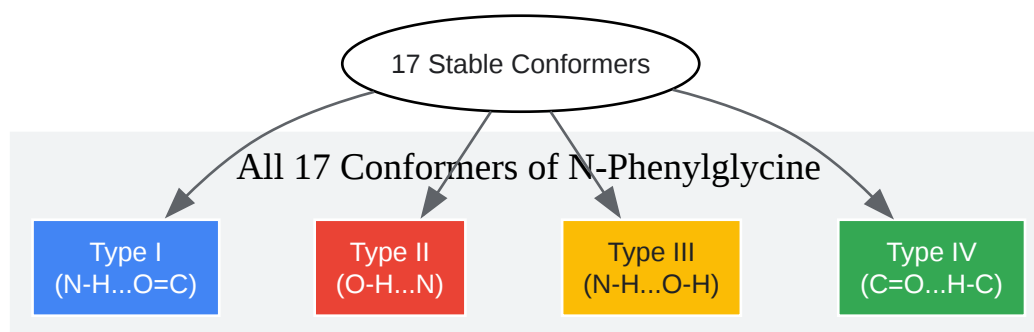 17 Stable Conformers
All 17 Conformers of N-Phenylglycine
Type I
(N-H...O=C)
Type II
(O-H...N)
Type III
(N-H...O-H)
Type IV
(C=O...H-C)